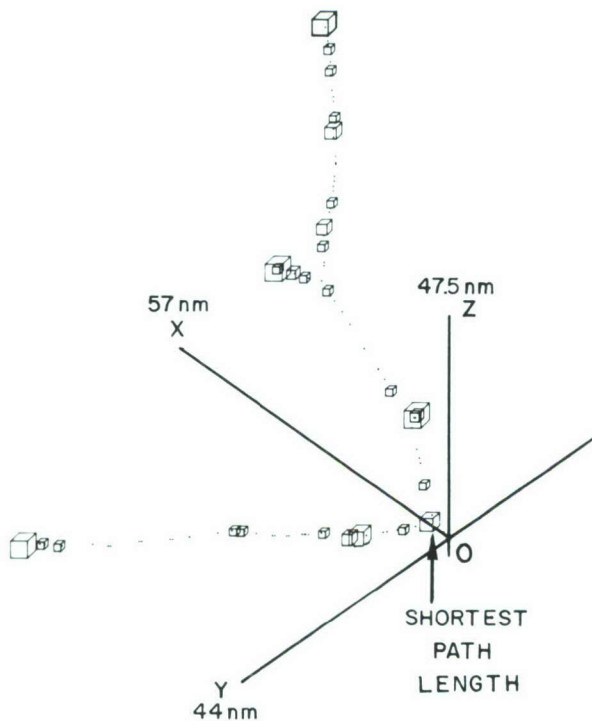 47.5 nm
Z
57 nm
X
O
SHORTEST
PATH
LENGTH
Y
44 nm